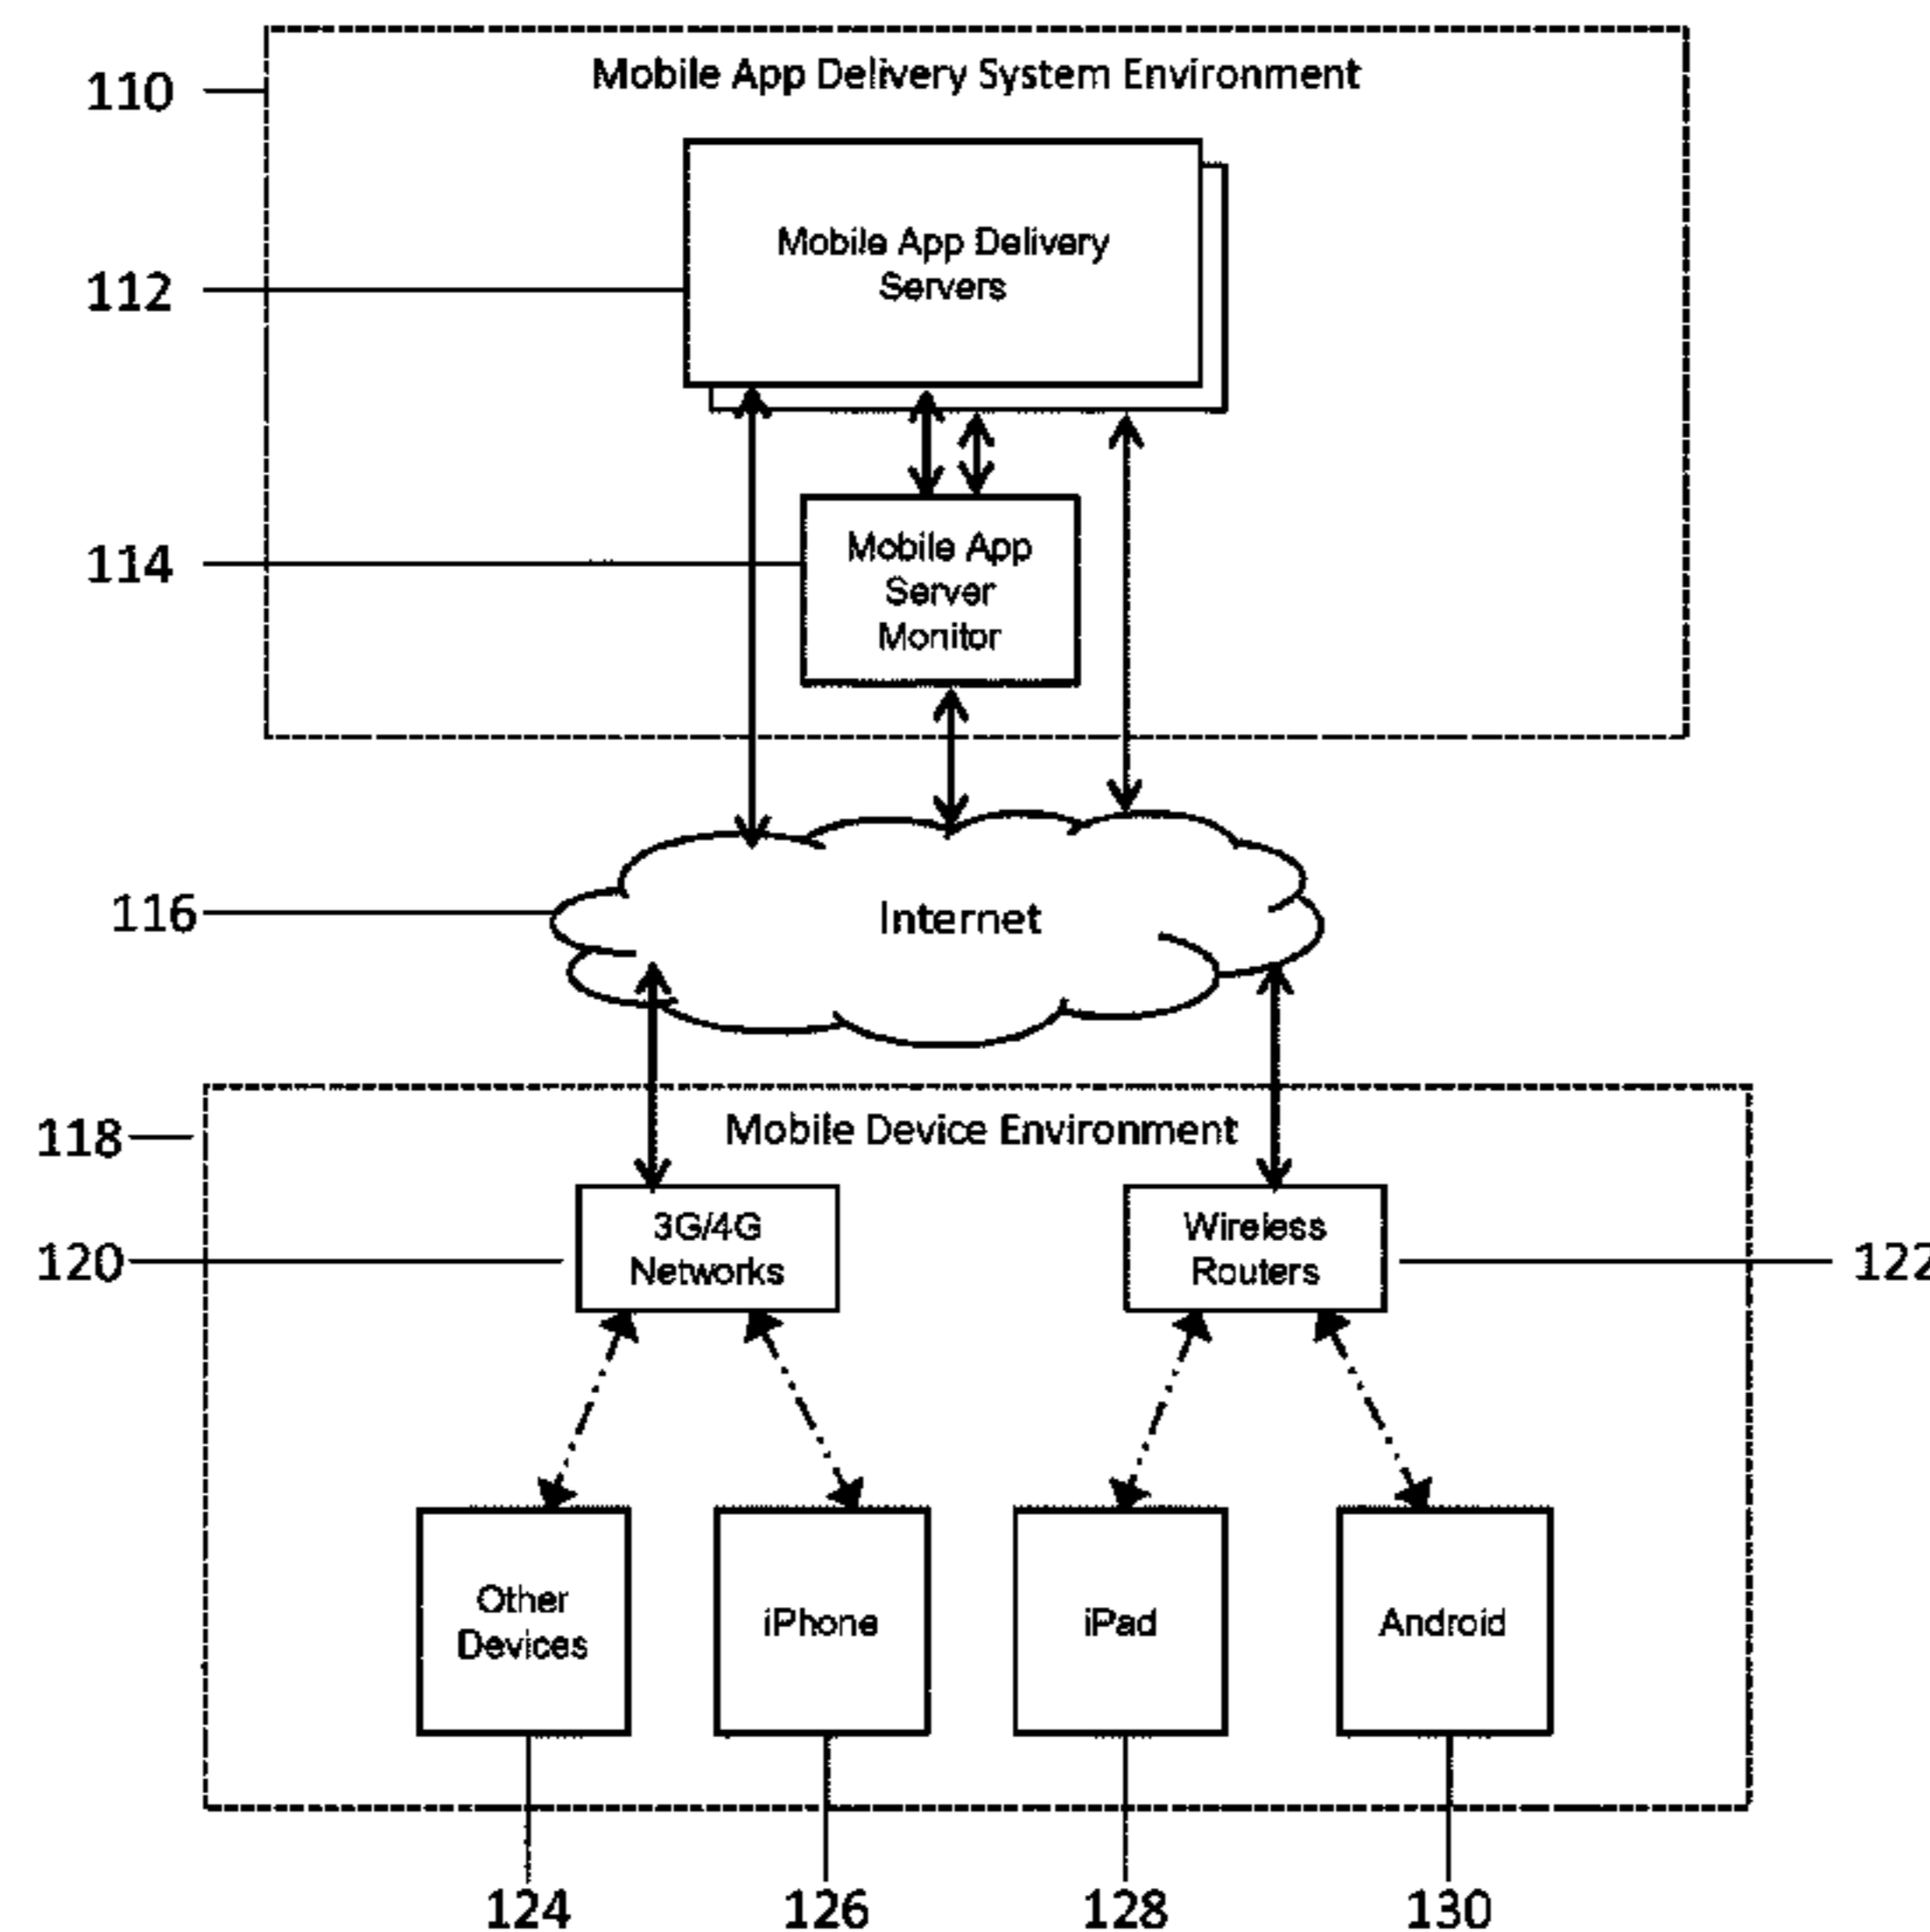 Mobile App Delivery System Environment
110
Mobile App Delivery
Servers
112
114
Mobile App
Server
Monitor
116
Internet
118
Mobile Device Environment
3G/4G
Networks
Wireless
Routers
120
122
Other
Devices
iPhone
iPad
Android
124
126
128
130